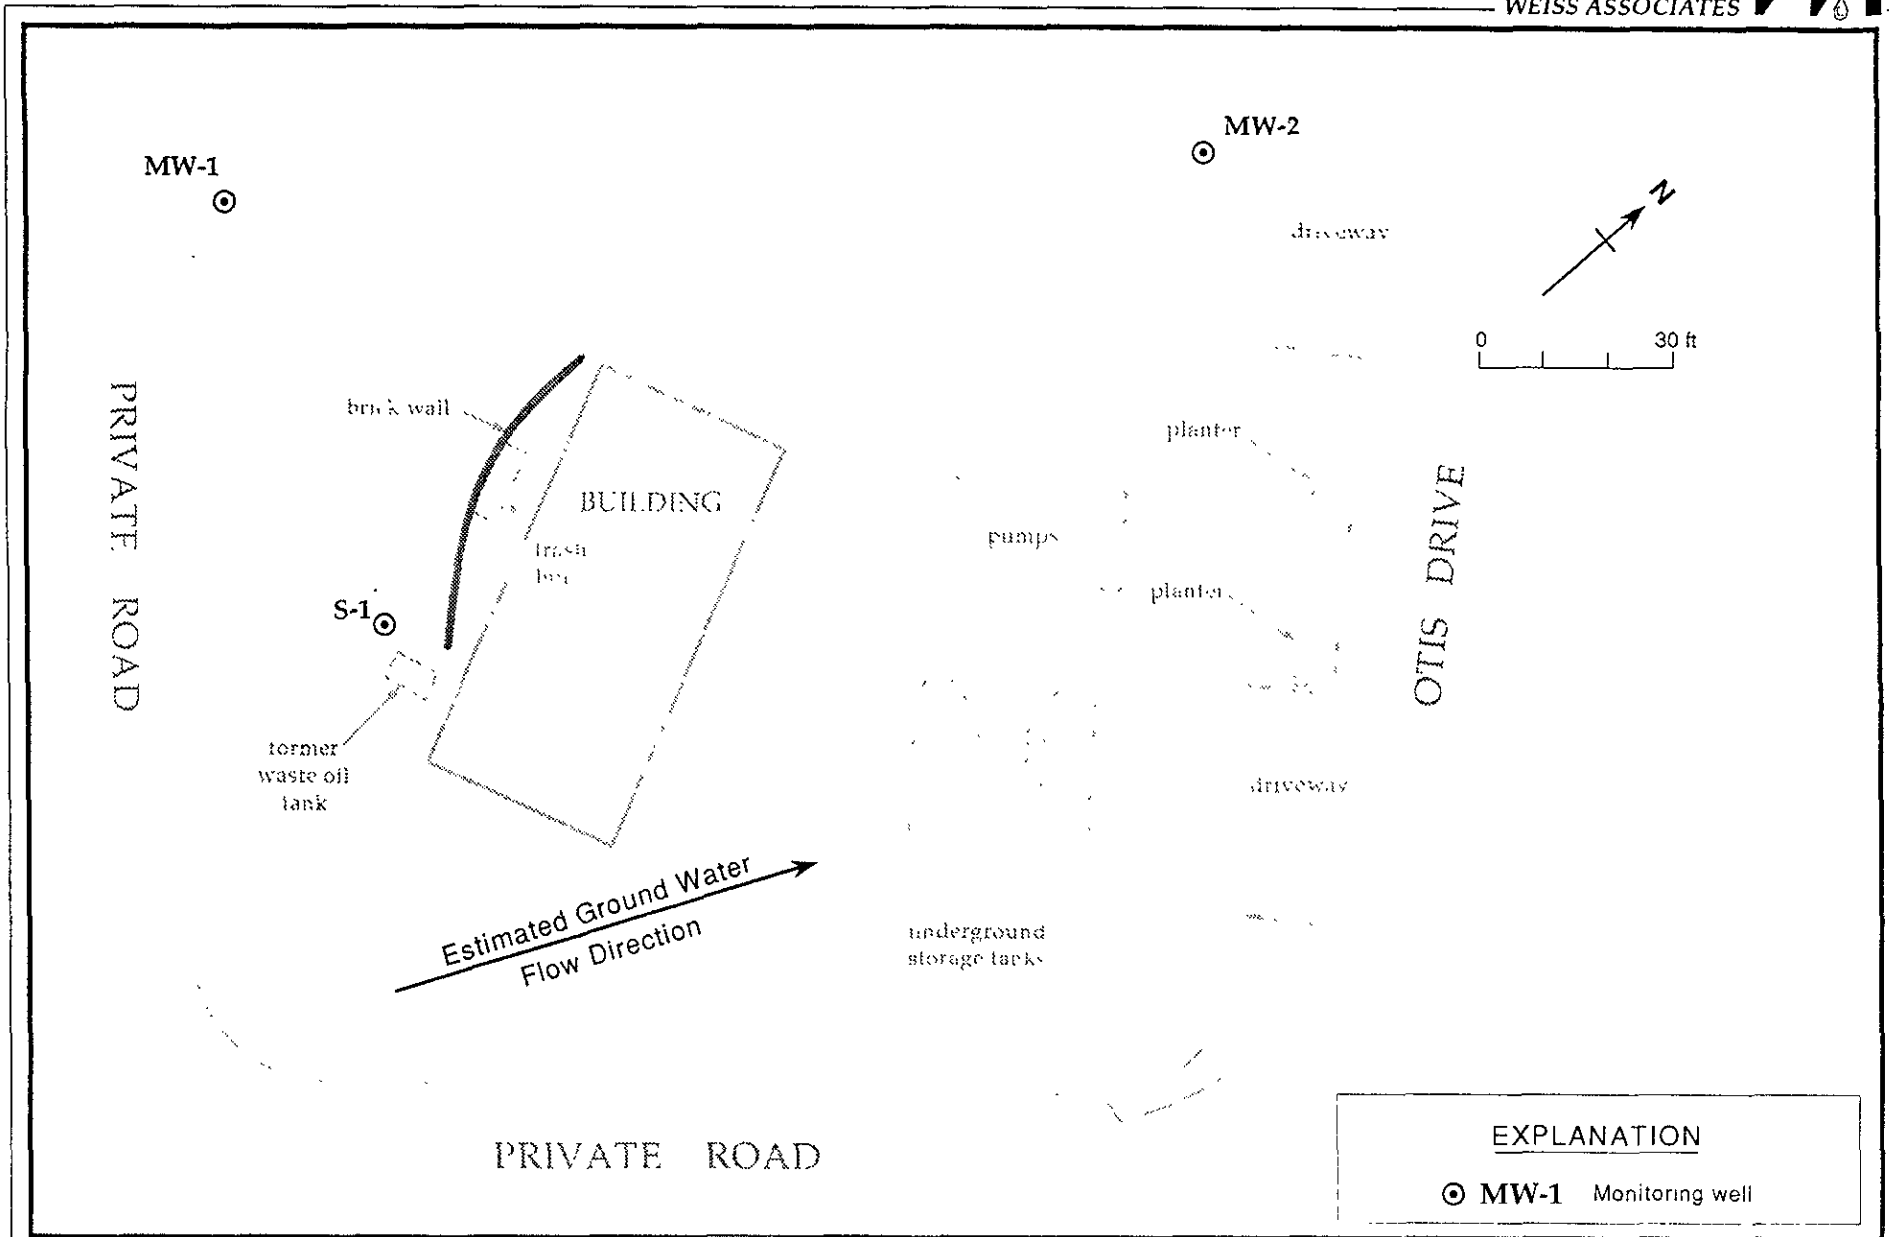 WEISS ASSOCIATES
MW-1
MW-2
N
driveway
0 30 ft
brick wall
planter
BUILDING
trash
pumps
planter
S-1
PRIVATE ROAD
OTIS DRIVE
former
waste oil
tank
driveway
Estimated Ground Water
Flow Direction
underground
storage tanks
PRIVATE ROAD
EXPLANATION
MW-1 Monitoring well